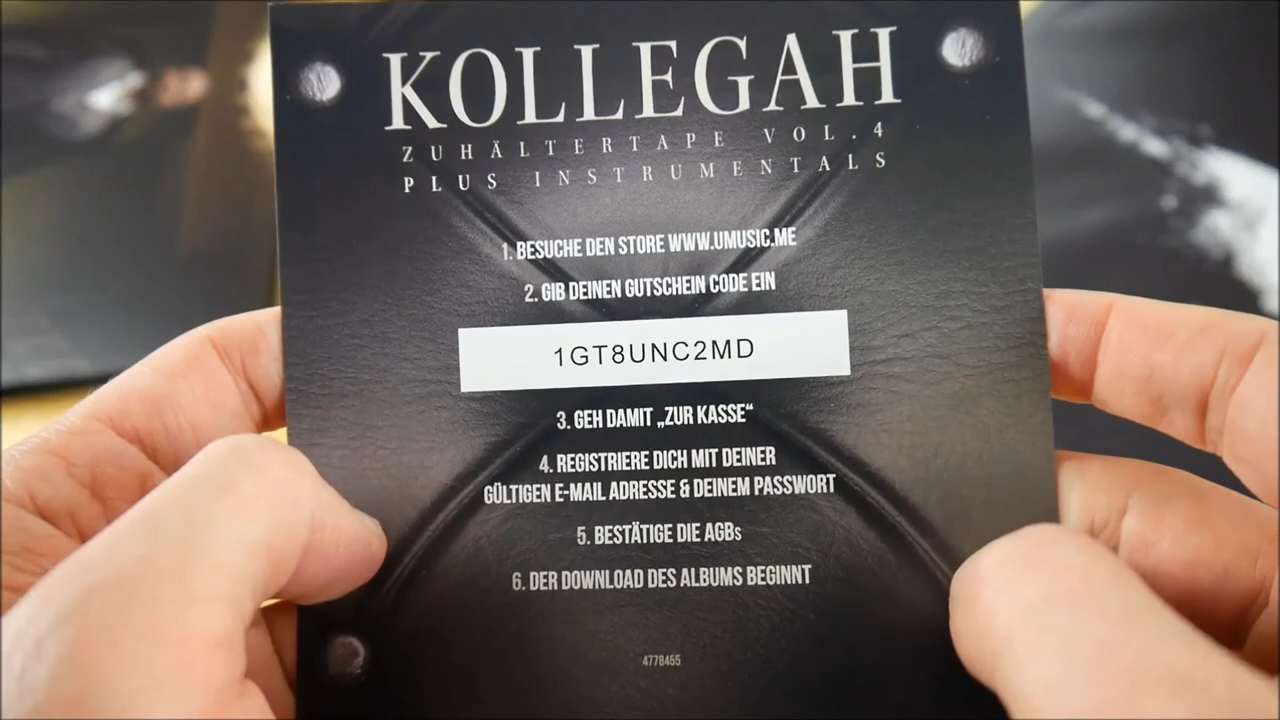 KOLLEGAH
ZUHÄLTERTAPE VOL.4
PLUS INSTRUMENTALS
1. BESUCHE DEN STORE WWW.UMUSIC.ME
2. GIB DEINEN GUTSCHEIN CODE EIN
1GT8UNC2MD
3. GEH DAMIT „ZUR KASSE“
4. REGISTRIERE DICH MIT DEINER
GÜLTIGEN E-MAIL ADRESSE & DEINEM PASSWORT
5. BESTÄTIGE DIE AGBs
6. DER DOWNLOAD DES ALBUMS BEGINNT
4778455